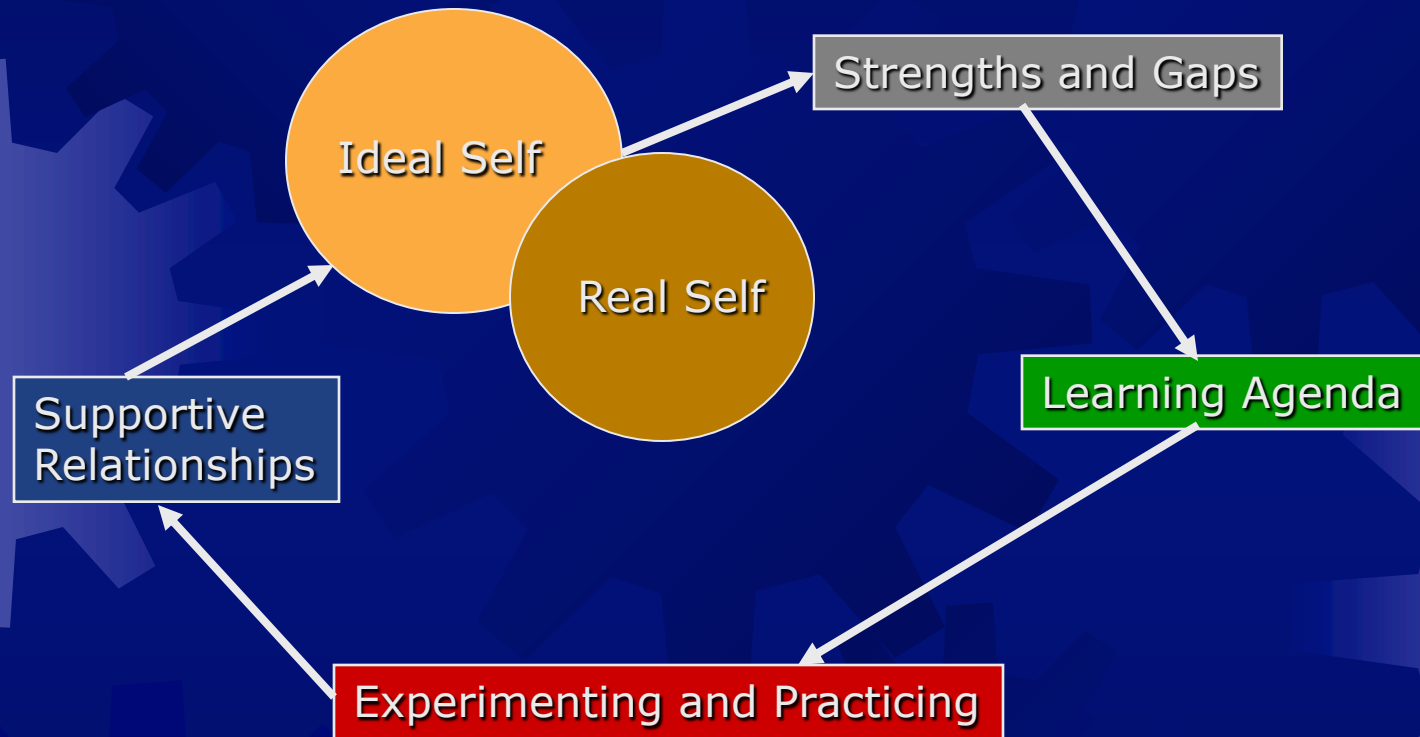 Strengths and Gaps
Ideal Self
Real Self
Learning Agenda
Supportive
Relationships
Experimenting and Practicing